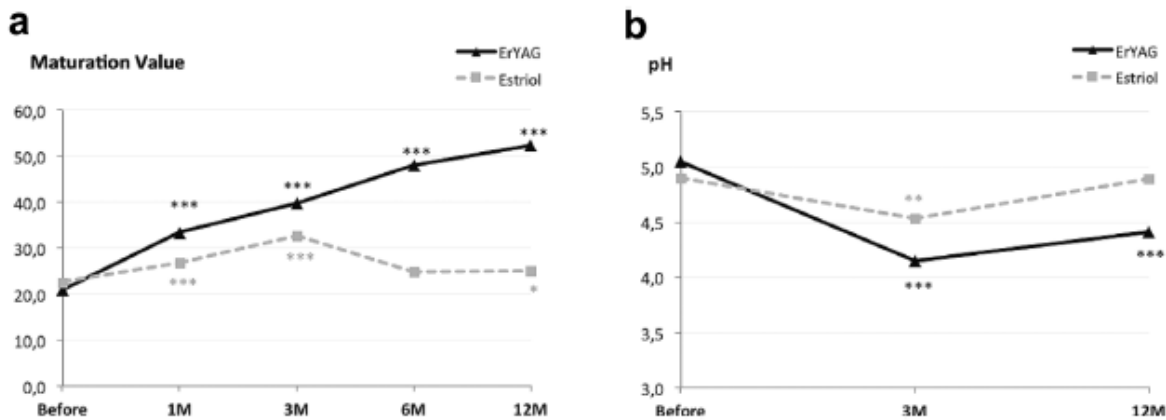 a
Maturation Value
ErYAG
Estriol
60,0
50,0
40,0
30,0
20,0
10,0
0,0
***
***
***
***
***
***
*
Before 1M 3M 6M 12M
b
pH
ErYAG
Estriol
5,5
5,0
4,5
4,0
3,5
3,0
**
***
***
Before 3M 12M